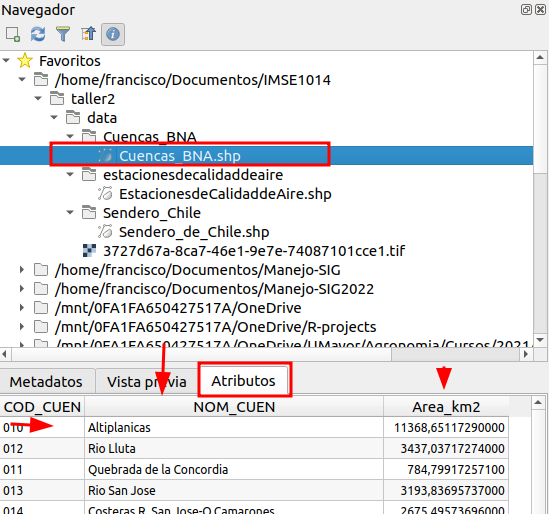 Navegador
Favoritos
/home/francisco/Documentos/IMSE1014
taller2
data
Cuencas_BNA
Cuencas_BNA.shp
estacionesdecalidaddeaire
EstacionesdeCalidaddeAire.shp
Sendero_Chile
Sendero_de_Chile.shp
3727d67a-8ca7-46e1-9e7e-74087101cce1.tif
/home/francisco/Documentos/Manejo-SIG
/home/francisco/Documentos/Manejo-SIG2022
/mnt/0FA1FA650427517A/OneDrive
/mnt/0FA1FA650427517A/OneDrive/R-projects
/mnt/0FA1FA650427517A/OneDrive/UMayor/Agronomia/Cursos/2021
Metadatos Vista previa Atributos
COD_CUEN NOM_CUEN Area_km2
010 Altiplanicas 11368,65117290000
012 Rio Lluta 3437,03717274000
011 Quebrada de la Concordia 784,79917257100
013 Rio San Jose 3193,83695737000
014 Costeras R. San Jose-Q. Camarones 2675,49573696000